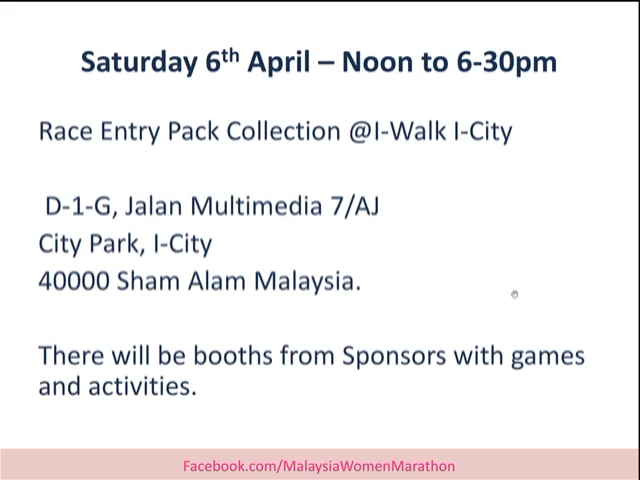 Saturday 6th April – Noon to 6-30pm
Race Entry Pack Collection @I-Walk I-City
D-1-G, Jalan Multimedia 7/AJ
City Park, I-City
40000 Sham Alam Malaysia.
There will be booths from Sponsors with games
and activities.
Facebook.com/MalaysiaWomenMarathon